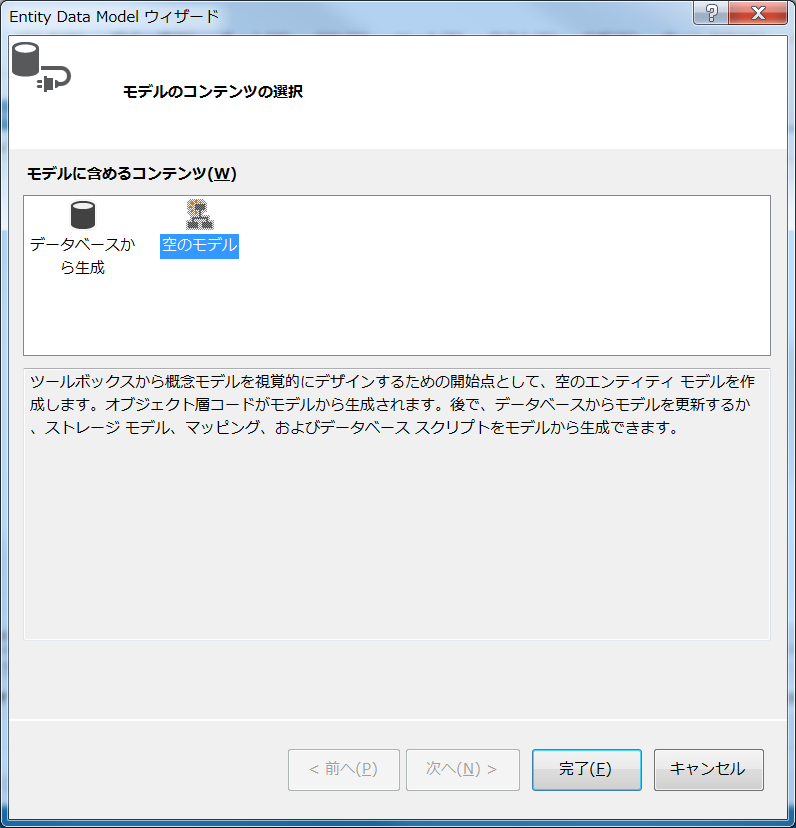 Entity Data Model ウィザード
モデルのコンテンツの選択
モデルに含めるコンテンツ(W)
データベースか
ら生成
空のモデル
ツールボックスから概念モデルを視覚的にデザインするための開始点として、空のエンティティ モデルを作
成します。オブジェクト層コードがモデルから生成されます。後で、データベースからモデルを更新するか
、ストレージ モデル、マッピング、およびデータベース スクリプトをモデルから生成できます。
< 前へ(P)
次へ(N) >
完了(F)
キャンセル